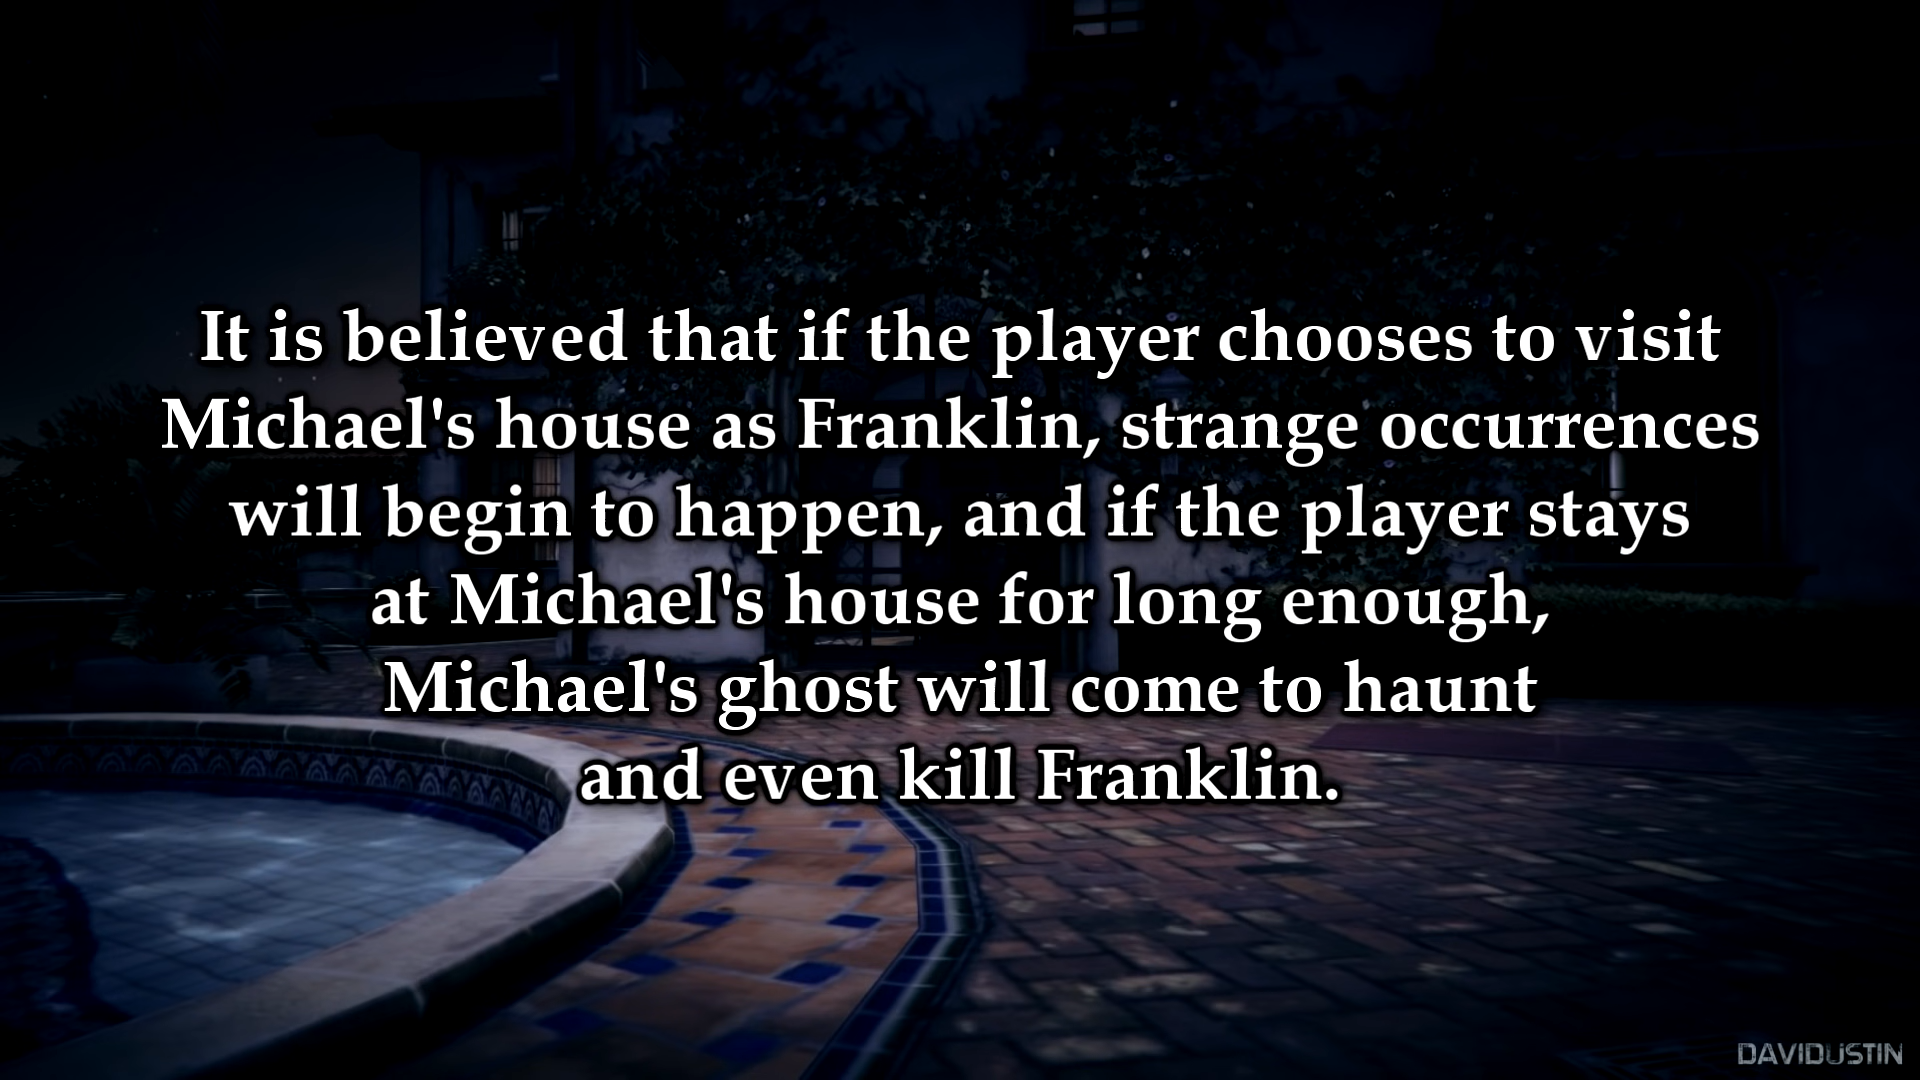 It is believed that if the player chooses to visit
Michael's house as Franklin, strange occurrences
will begin to happen, and if the player stays
at Michael's house for long enough,
Michael's ghost will come to haunt
and even kill Franklin.
DAVIDUSTIN